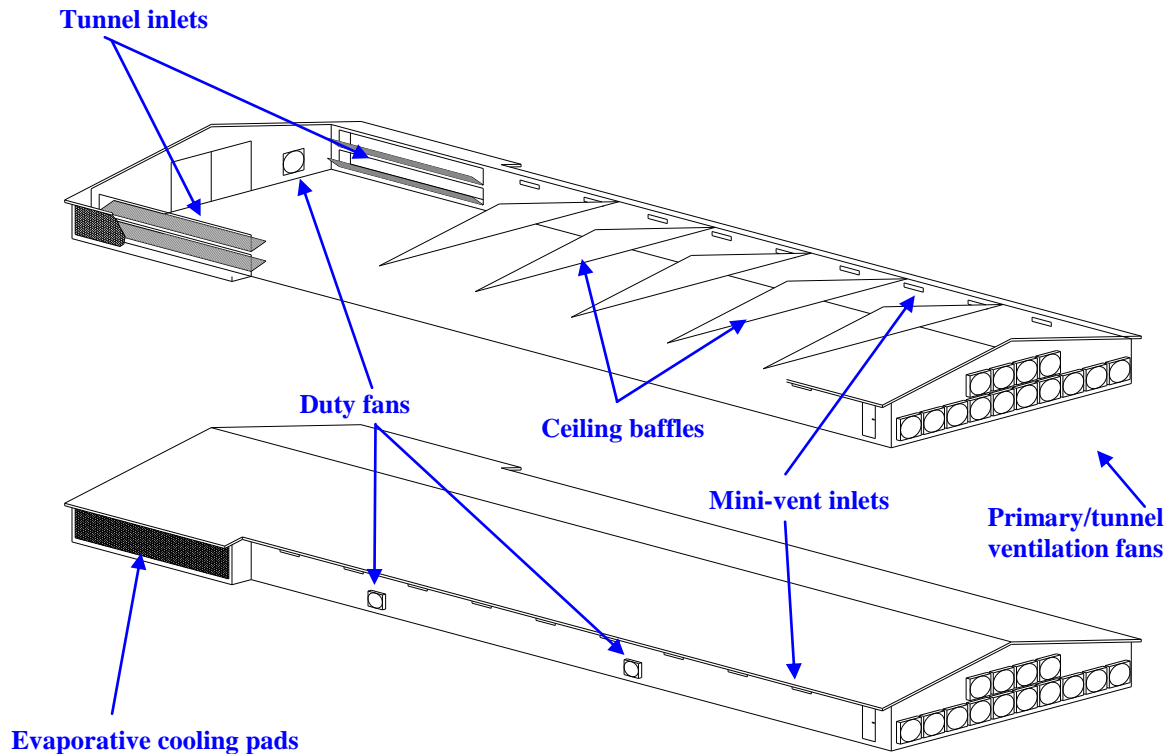 Tunnel inlets
Duty fans
Ceiling baffles
Mini-vent inlets
Primary/tunnel
ventilation fans
Evaporative cooling pads